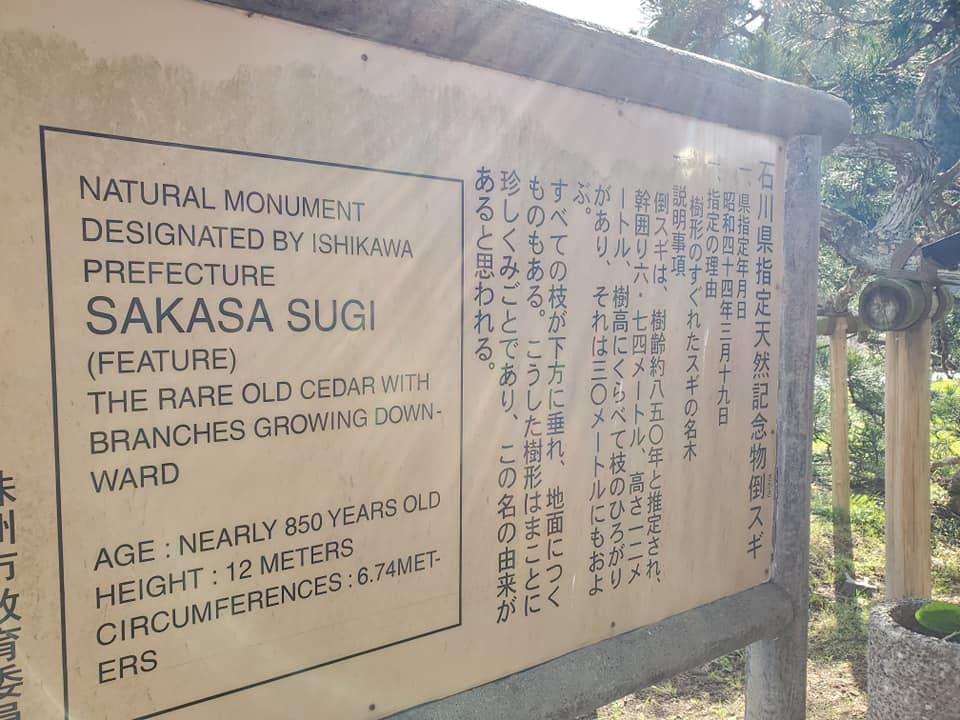 石川県指定天然記念物倒スギ
一、県指定年月日
昭和四十四年三月十九日
一、指定の理由
樹形のすぐれたスギの名木
一、説明事項
倒スギは、樹齢約八五〇年と推定され、
幹囲り六・七四メートル、高さ一二メ
ートル、樹高にくらべて枝のひろがり
があり、それは三〇メートルにもおよ
ぶ。
すべての枝が下方に垂れ、地面につく
ものもある。こうした樹形はまことに
珍しくみごとであり、この名の由来が
あると思われる。
NATURAL MONUMENT
DESIGNATED BY ISHIKAWA
PREFECTURE
SAKASA SUGI
(FEATURE)
THE RARE OLD CEDAR WITH
BRANCHES GROWING DOWN-
WARD
AGE : NEARLY 850 YEARS OLD
HEIGHT : 12 METERS
CIRCUMFERENCES : 6.74MET-
ERS
珠洲市教育委員